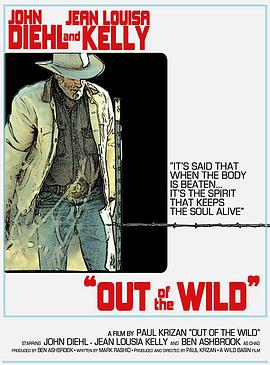 JOHN JEAN LOUISA
DIEHL and KELLY
"IT'S SAID THAT
WHEN THE BODY
IS BEATEN...
IT'S THE SPIRIT
THAT KEEPS
THE SOUL ALIVE"
"OUT of the WILD"
A FILM BY PAUL KRIZAN "OUT OF THE WILD"
STARRING JOHN DIEHL - JEAN LOUSIA KELLY AND BEN ASHBROOK AS CHAD
PRODUCED BY BEN ASHBROOK - WRITTEN BY MARK RASHID - PRODUCED AND DIRECTED BY PAUL KRIZAN - A WILD BASIN FILM